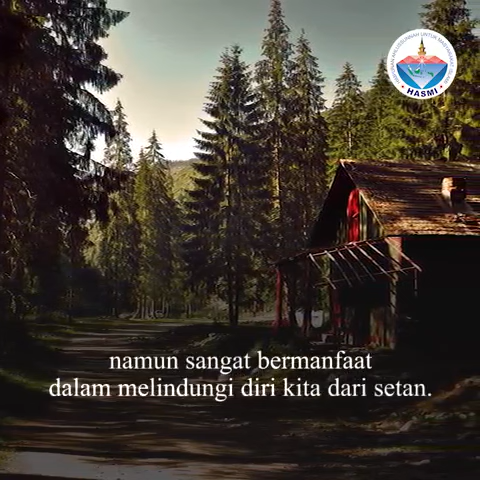 HASMI
namun sangat bermanfaat
dalam melindungi diri kita dari setan.